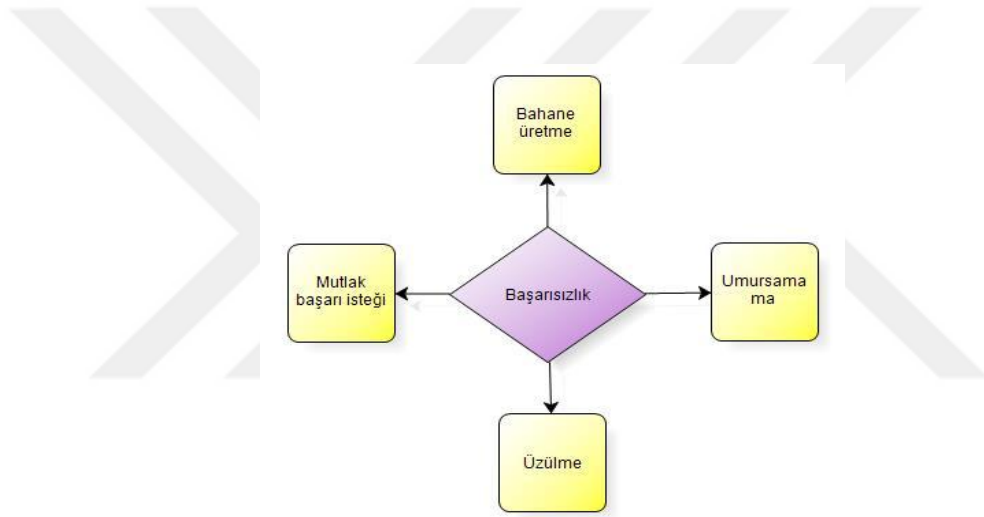 Bahane
üretme
Mutlak
başarı isteği
Başarısızlık
Umursama
ma
Üzülme